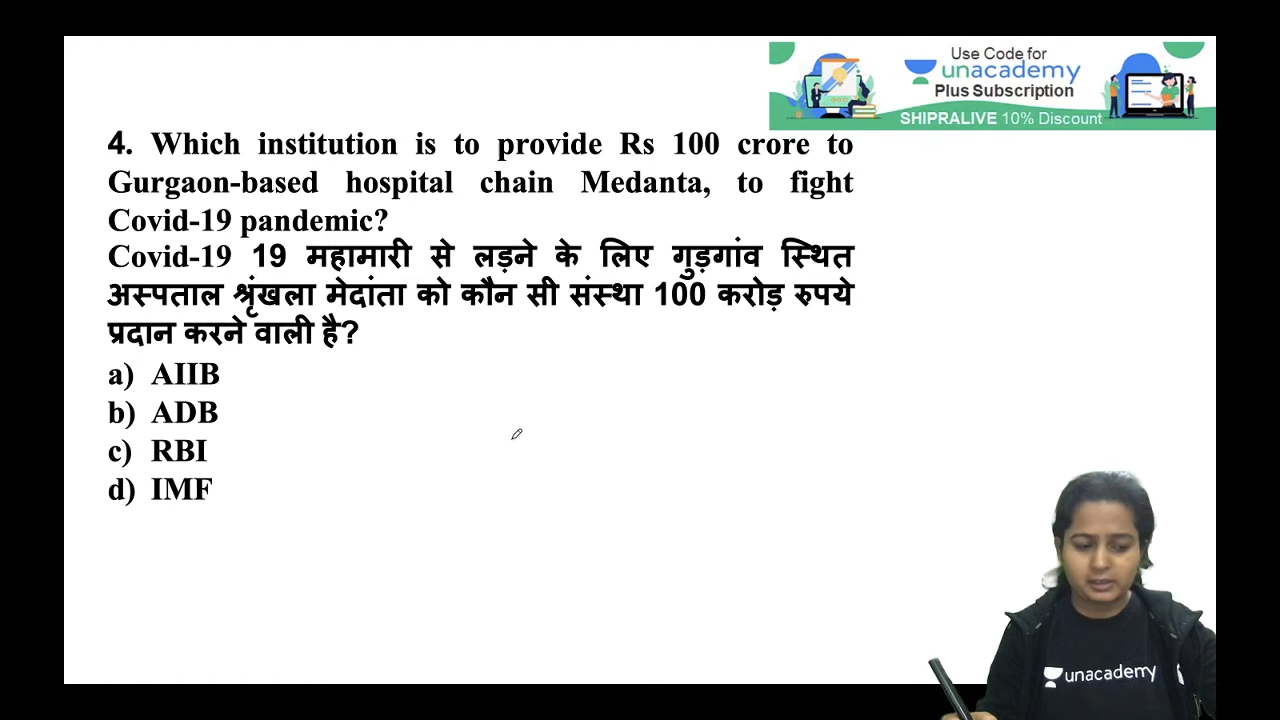 Use Code for
unacademy
Plus Subscription
SHIPRALIVE 10% Discount
4. Which institution is to provide Rs 100 crore to
Gurgaon-based hospital chain Medanta, to fight
Covid-19 pandemic?
Covid-19 19 महामारी से लड़ने के लिए गुड़गांव स्थित
अस्पताल श्रृंखला मेदांता को कौन सी संस्था 100 करोड़ रुपये
प्रदान करने वाली है?
a) AIIB
b) ADB
c) RBI
d) IMF
unacademy